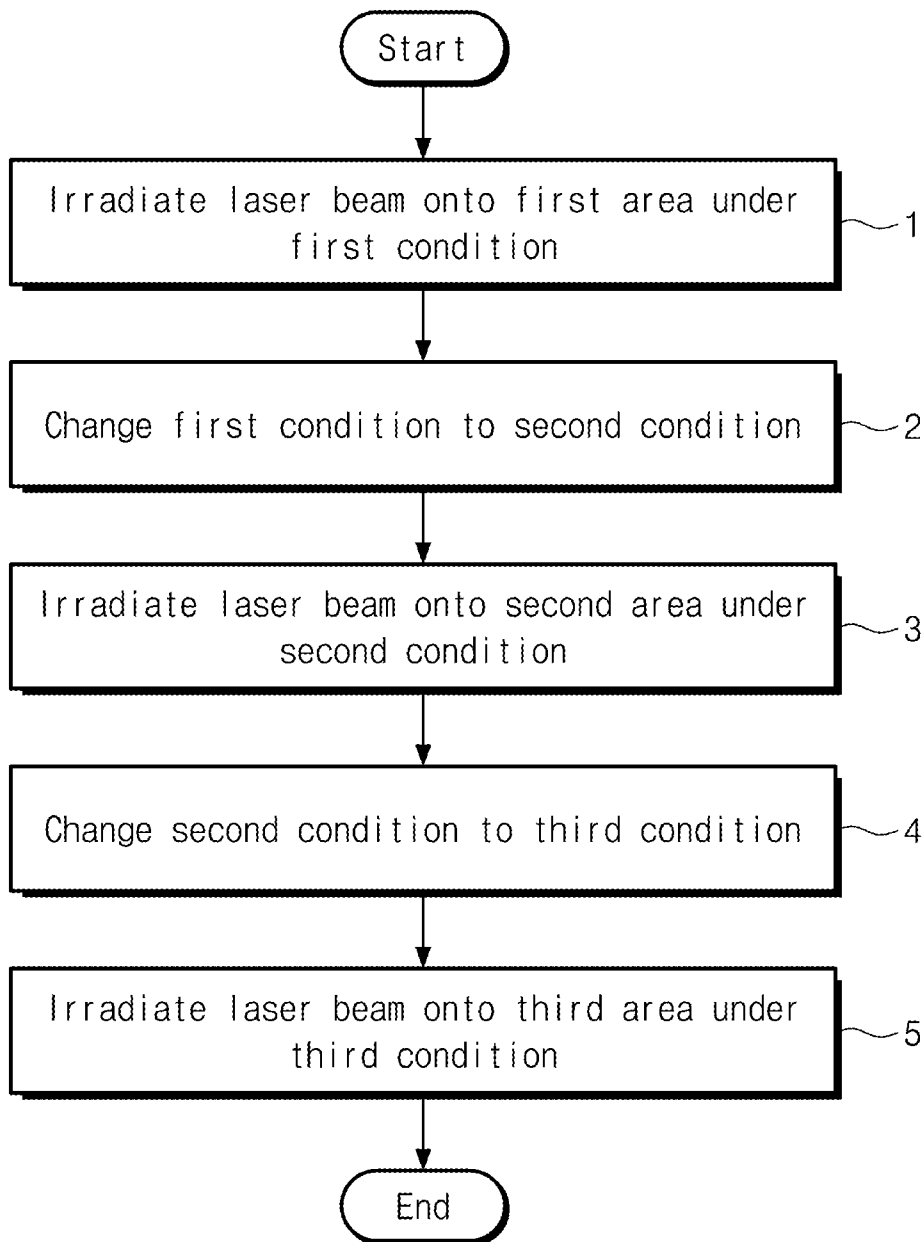 Start
Irradiate laser beam onto first area under
first condition
1
Change first condition to second condition
2
Irradiate laser beam onto second area under
second condition
3
Change second condition to third condition
4
Irradiate laser beam onto third area under
third condition
5
End